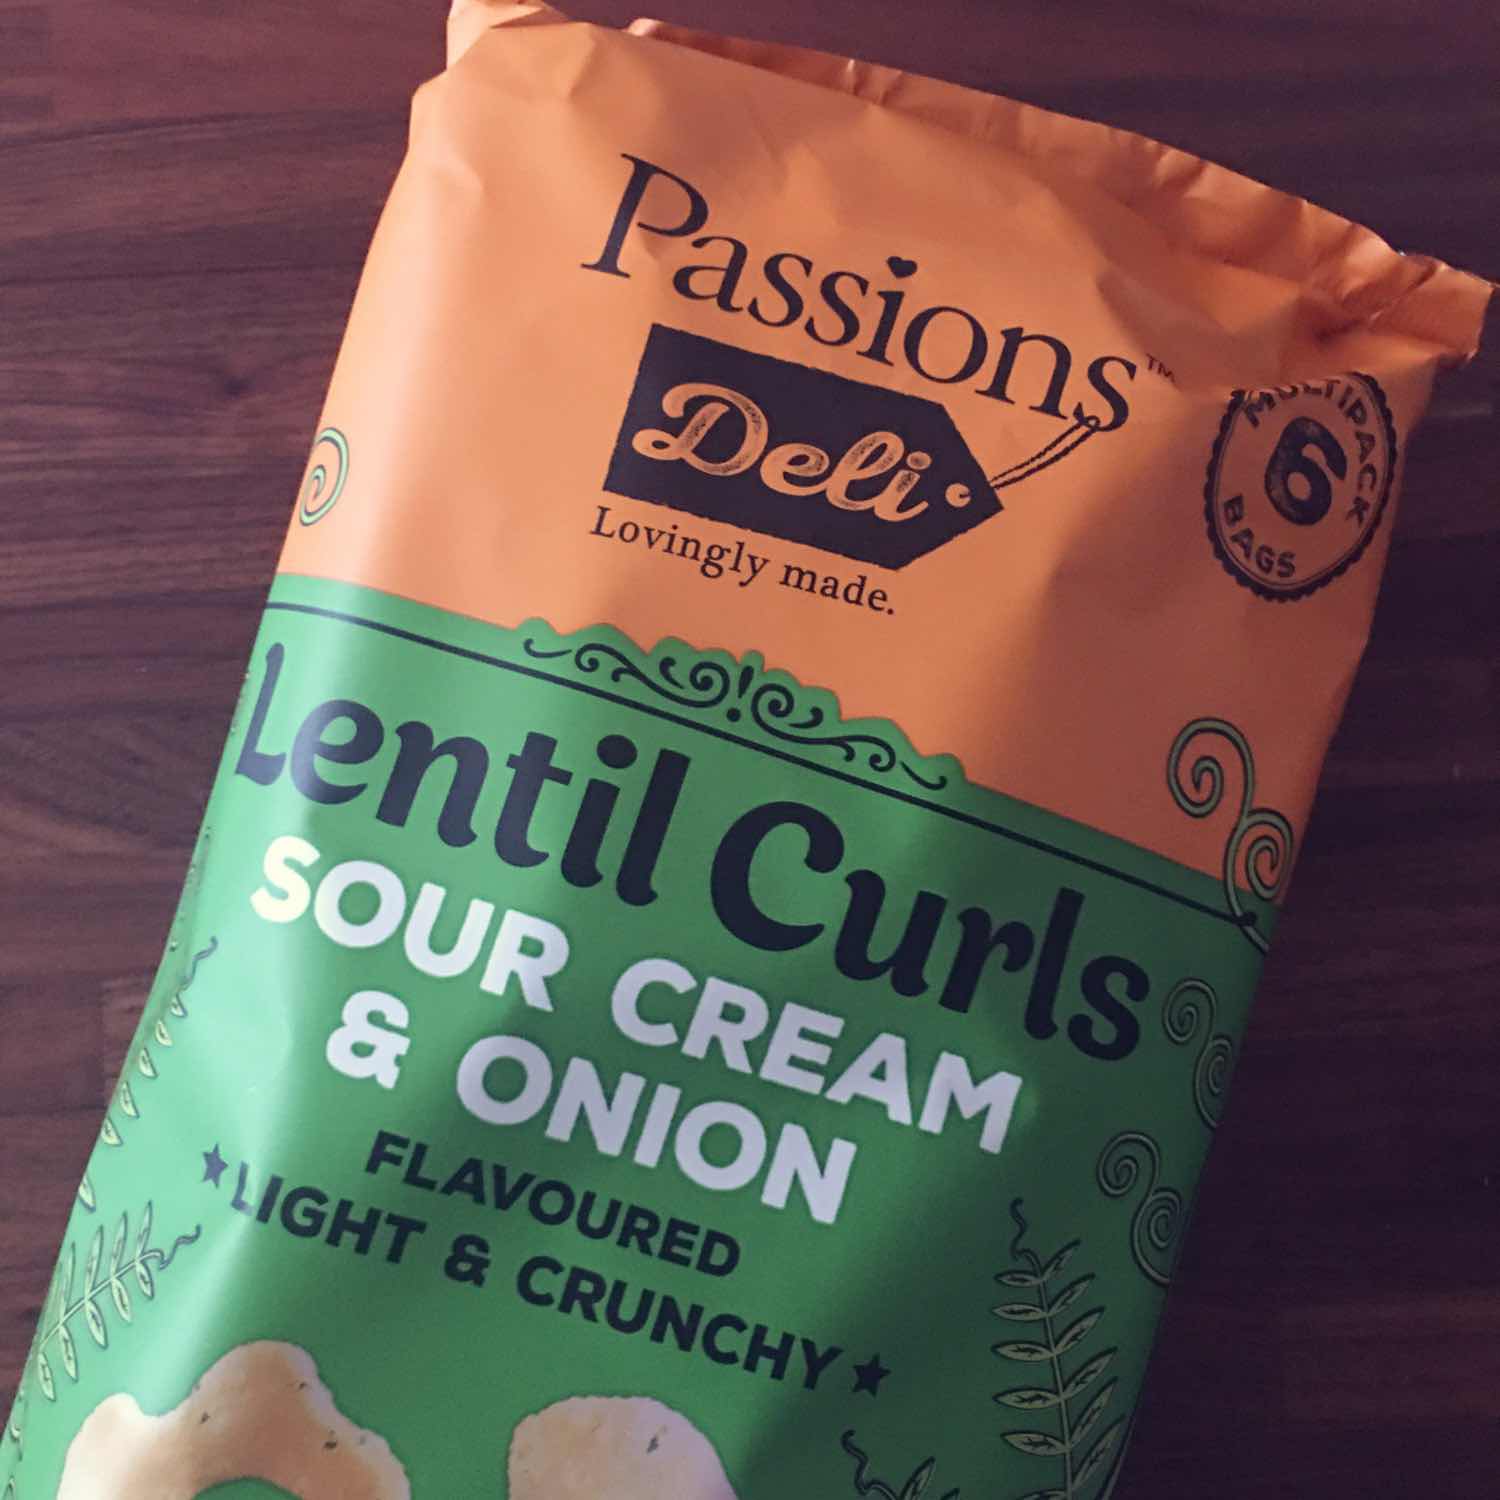 Passions™
Deli
Lovingly made.
MULTIPACK
6
BAGS
Lentil Curls
SOUR CREAM
& ONION
FLAVOURED
LIGHT & CRUNCHY